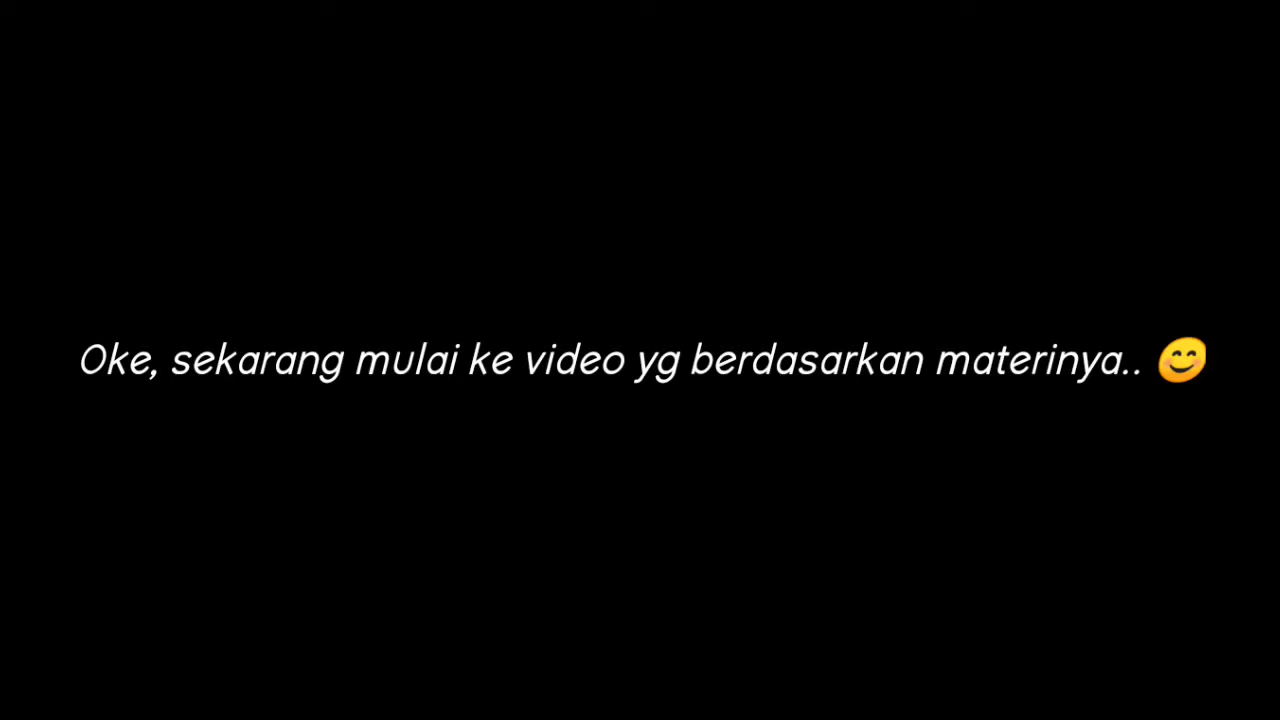 Oke, sekarang mulai ke video yg berdasarkan materinya.. 😊